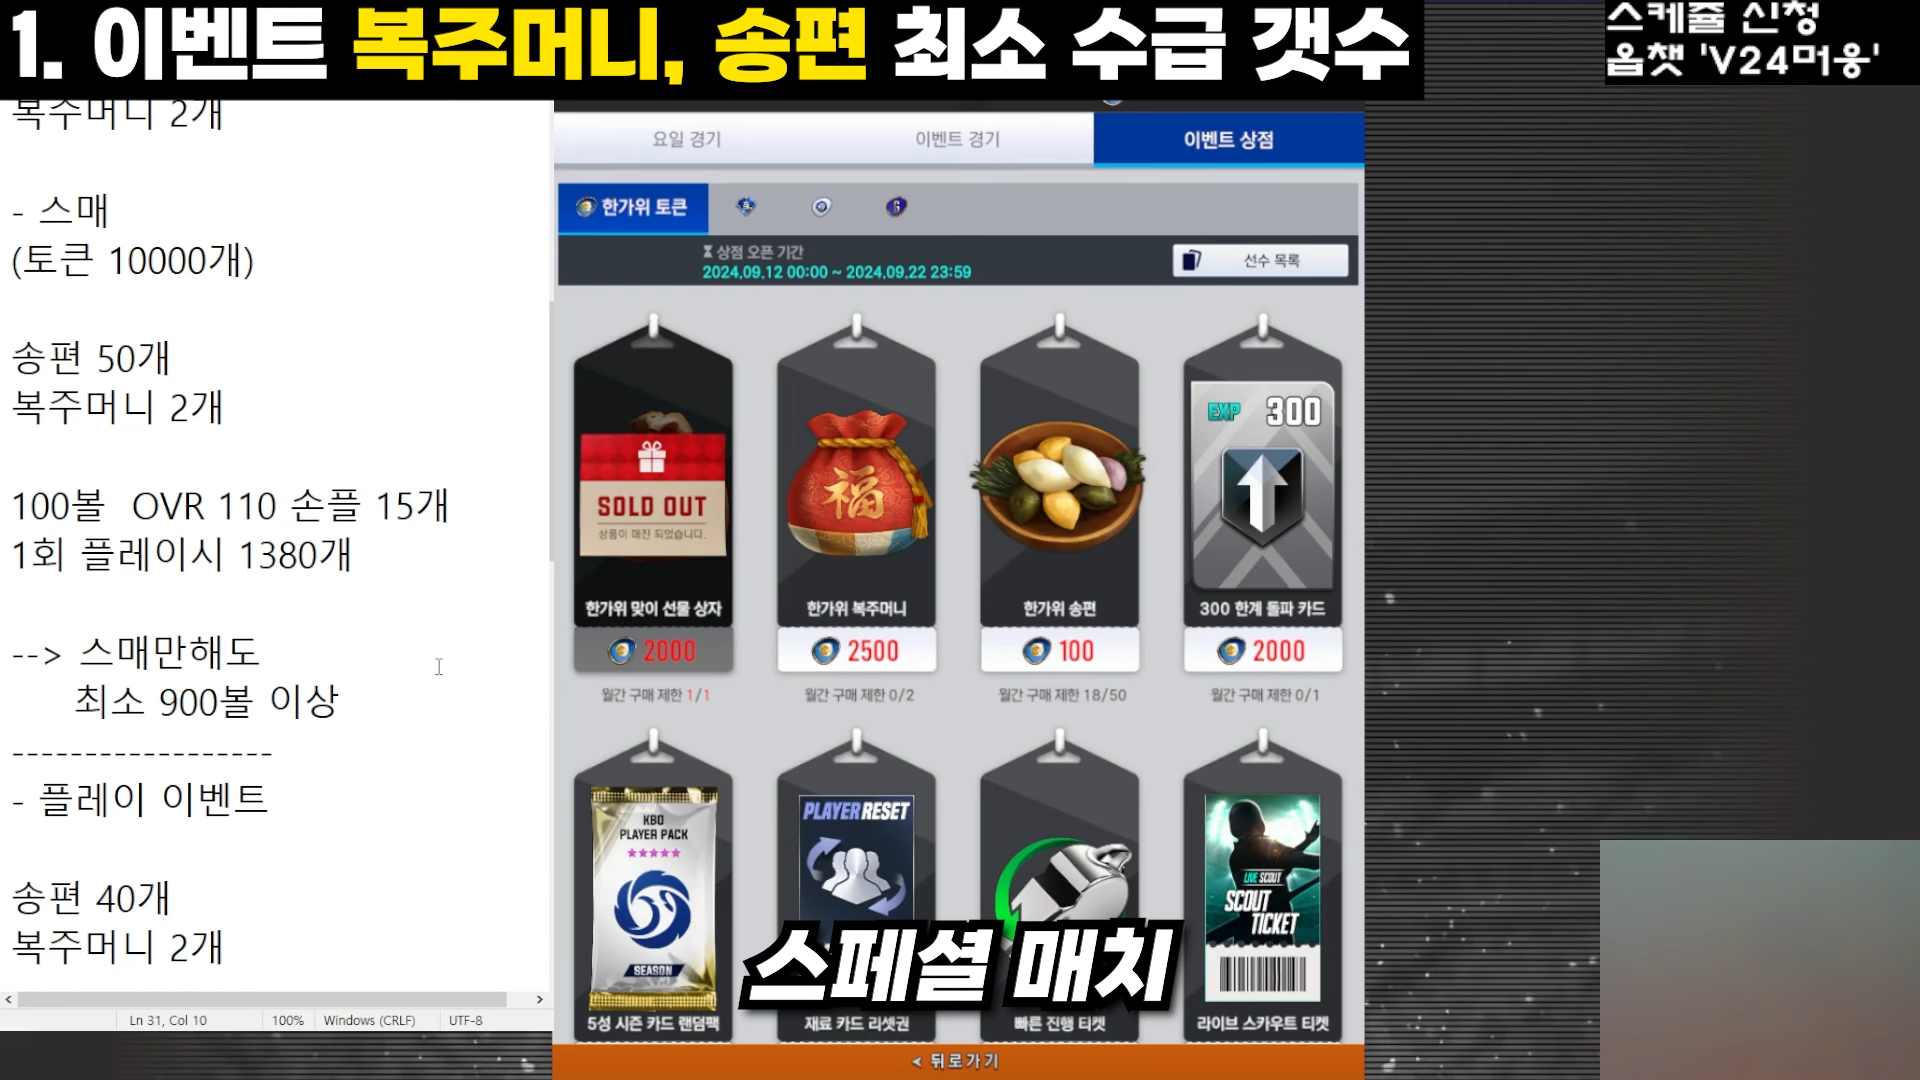 1. 이벤트 복주머니, 송편 최소 수급 갯수
스케쥴 신청
옵챗 'V24머응'
복주머니 2개
- 스매
(토큰 10000개)
송편 50개
복주머니 2개
100볼 OVR 110 손플 15개
1회 플레이시 1380개
--> 스매만해도
최소 900볼 이상
------------------
- 플레이 이벤트
송편 40개
복주머니 2개
Ln 31, Col 10
100%
Windows (CRLF)
UTF-8
요일 경기
이벤트 경기
이벤트 상점
한가위 토큰
상점 오픈 기간
2024.09.12 00:00 ~ 2024.09.22 23:59
선수 목록
SOLD OUT
상품이 매진 되었습니다.
한가위 맞이 선물 상자
2000
월간 구매 제한 1/1
福
한가위 복주머니
2500
월간 구매 제한 0/2
한가위 송편
100
월간 구매 제한 18/50
EXP 300
300 한계 돌파 카드
2000
월간 구매 제한 0/1
KBO
PLAYER PACK
★★★★★
SEASON
5성 시즌 카드 랜덤팩
PLAYER RESET
재료 카드 리셋권
빠른 진행 티켓
LIVE SCOUT
SCOUT
TICKET
라이브 스카우트 티켓
스페셜 매치
< 뒤로가기